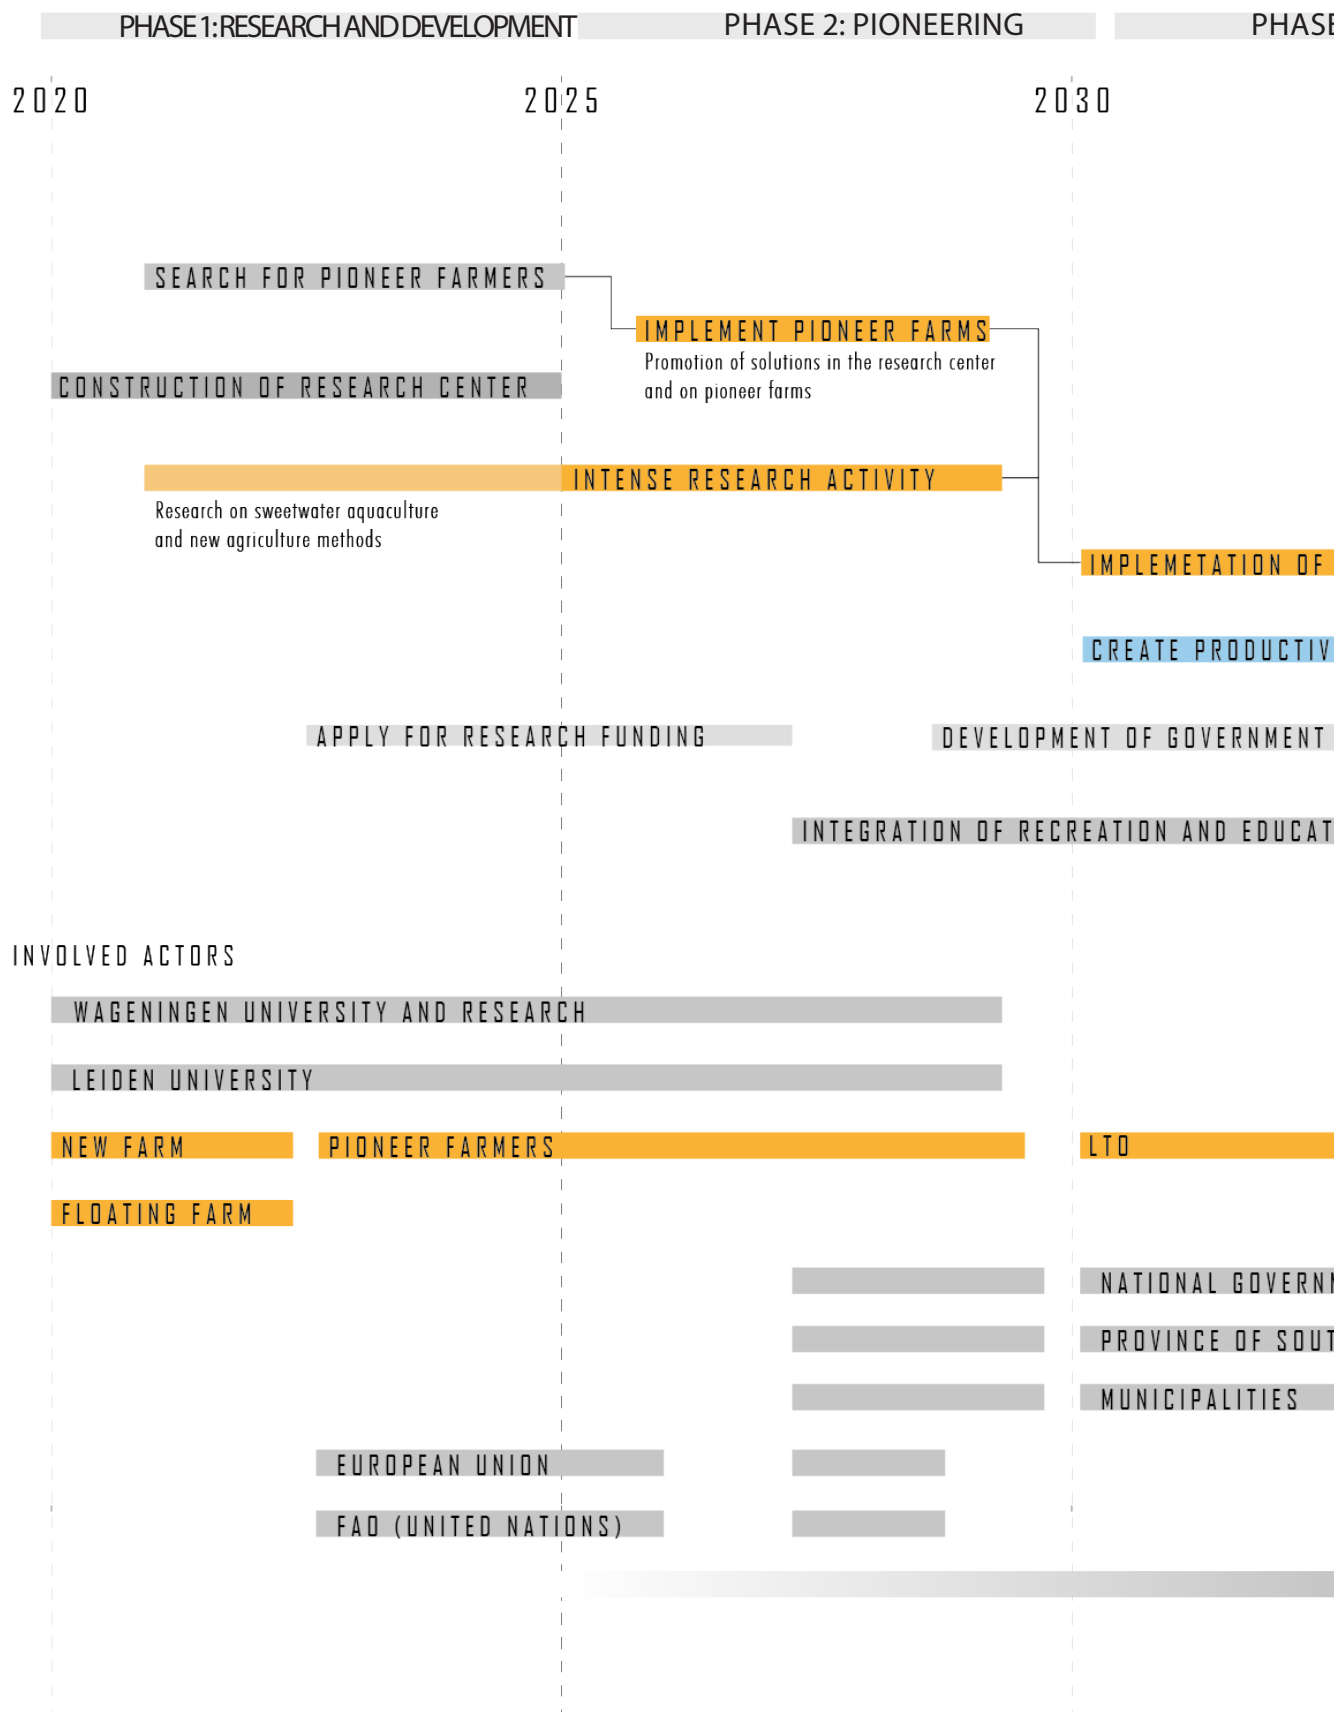 PHASE 1: RESEARCH AND DEVELOPMENT
PHASE 2: PIONEERING
PHASE
2020
2025
2030
SEARCH FOR PIONEER FARMERS
IMPLEMENT PIONEER FARMS
Promotion of solutions in the research center
and on pioneer farms
CONSTRUCTION OF RESEARCH CENTER
INTENSE RESEARCH ACTIVITY
Research on sweetwater aquaculture
and new agriculture methods
IMPLEMETATION OF
CREATE PRODUCTIV
APPLY FOR RESEARCH FUNDING
DEVELOPMENT OF GOVERNMENT
INTEGRATION OF RECREATION AND EDUCAT
INVOLVED ACTORS
WAGENINGEN UNIVERSITY AND RESEARCH
LEIDEN UNIVERSITY
NEW FARM
PIONEER FARMERS
LTO
FLOATING FARM
NATIONAL GOVERNM
PROVINCE OF SOUT
MUNICIPALITIES
EUROPEAN UNION
FAO (UNITED NATIONS)